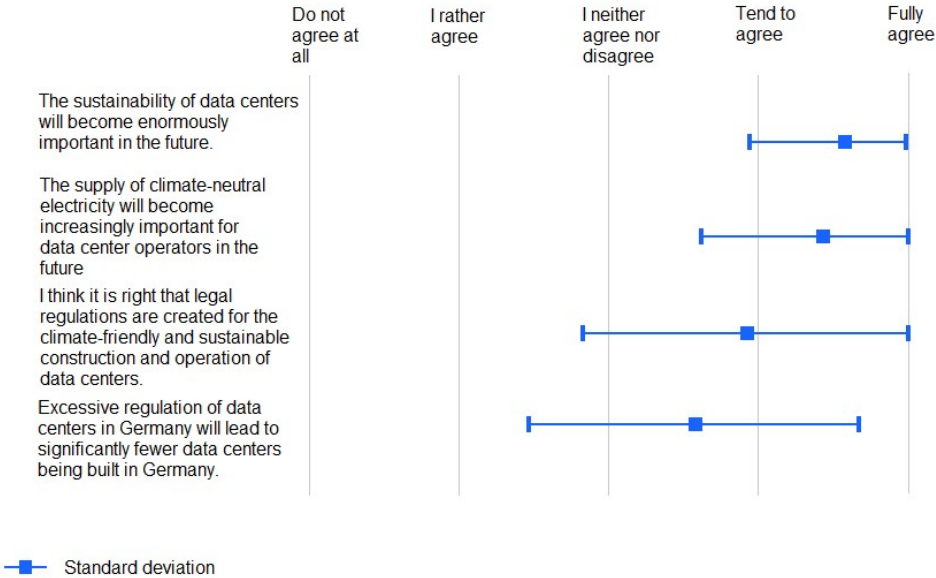 Do not
agree at
all
I rather
agree
I neither
agree nor
disagree
Tend to
agree
Fully
agree
The sustainability of data centers
will become enormously
important in the future.
The supply of climate-neutral
electricity will become
increasingly important for
data center operators in the
future
I think it is right that legal
regulations are created for the
climate-friendly and sustainable
construction and operation of
data centers.
Excessive regulation of data
centers in Germany will lead to
significantly fewer data centers
being built in Germany.
Standard deviation